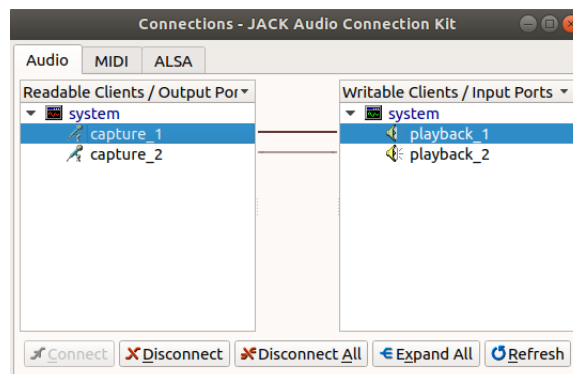 Connections - JACK Audio Connection Kit
Audio MIDI ALSA
Readable Clients / Output Por
Writable Clients / Input Ports
system
capture_1
capture_2
system
playback_1
playback_2
Connect Disconnect Disconnect All Expand All Refresh